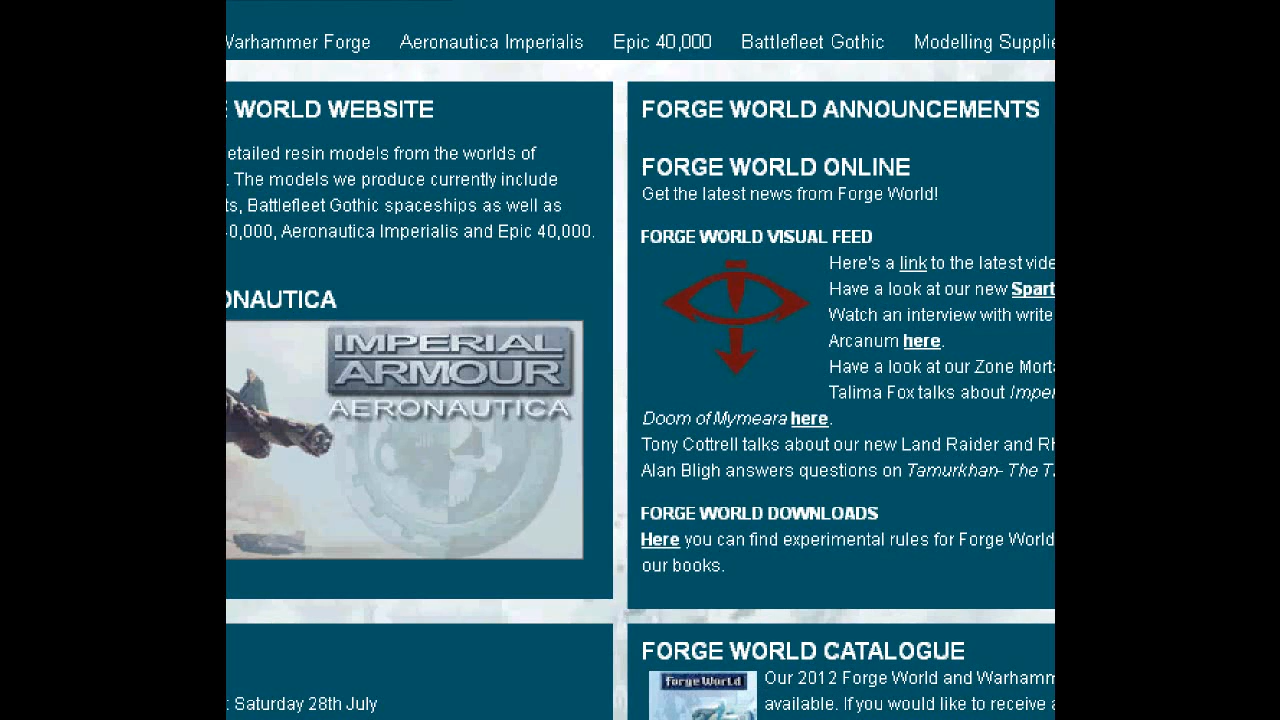 Warhammer Forge Aeronautica Imperialis Epic 40,000 Battlefleet Gothic Modelling Supplie
E WORLD WEBSITE
etailed resin models from the worlds of
. The models we produce currently include
ts, Battlefleet Gothic spaceships as well as
40,000, Aeronautica Imperialis and Epic 40,000.
ONAUTICA
IMPERIAL
ARMOUR
AERONAUTICA
: Saturday 28th July
FORGE WORLD ANNOUNCEMENTS
FORGE WORLD ONLINE
Get the latest news from Forge World!
FORGE WORLD VISUAL FEED
Here's a link to the latest vide
Have a look at our new Spart
Watch an interview with write
Arcanum here.
Have a look at our Zone Morta
Talima Fox talks about Imper
Doom of Mymeara here.
Tony Cottrell talks about our new Land Raider and Rh
Alan Bligh answers questions on Tamurkhan- The T
FORGE WORLD DOWNLOADS
Here you can find experimental rules for Forge World
our books.
FORGE WORLD CATALOGUE
Forge World
Our 2012 Forge World and Warhamm
available. If you would like to receive a